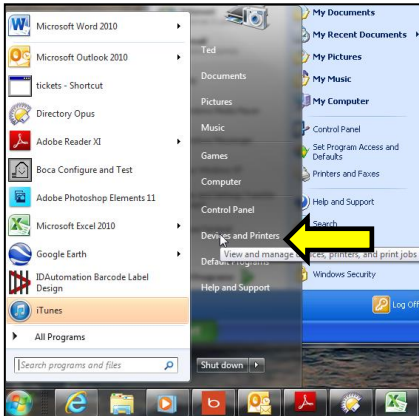 Microsoft Word 2010
Microsoft Outlook 2010
tickets - Shortcut
Directory Opus
Adobe Reader XI
Boca Configure and Test
Adobe Photoshop Elements 11
Microsoft Excel 2010
Google Earth
IDAutomation Barcode Label
Design
iTunes
All Programs
Search programs and files
Ted
Documents
Pictures
Music
Games
Computer
Control Panel
Devices and Printers
View and manage devices, printers, and print jobs
Default Programs
Help and Support
Shut down
My Documents
My Recent Documents
My Pictures
My Music
My Computer
Control Panel
Set Program Access and
Defaults
Printers and Faxes
Help and Support
Search
Windows Security
Log Off